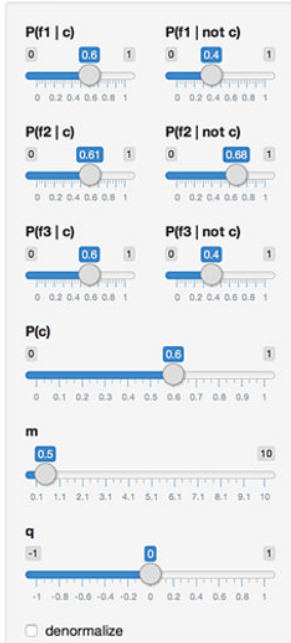 P(f1 | c) P(f1 | not c)
0 0.6 1 0 0.4 1
0 0.2 0.4 0.6 0.8 1 0 0.2 0.4 0.6 0.8 1
P(f2 | c) P(f2 | not c)
0 0.61 1 0 0.68 1
0 0.2 0.4 0.6 0.8 1 0 0.2 0.4 0.6 0.8 1
P(f3 | c) P(f3 | not c)
0 0.6 1 0 0.4 1
0 0.2 0.4 0.6 0.8 1 0 0.2 0.4 0.6 0.8 1
P(c)
0 0.6 1
0 0.1 0.2 0.3 0.4 0.5 0.6 0.7 0.8 0.9 1
m
0.5 10
0.1 1.1 2.1 3.1 4.1 5.1 6.1 7.1 8.1 9.1 10
q
-1 0 1
-1 -0.8 -0.6 -0.4 -0.2 0 0.2 0.4 0.6 0.8 1
denormalize